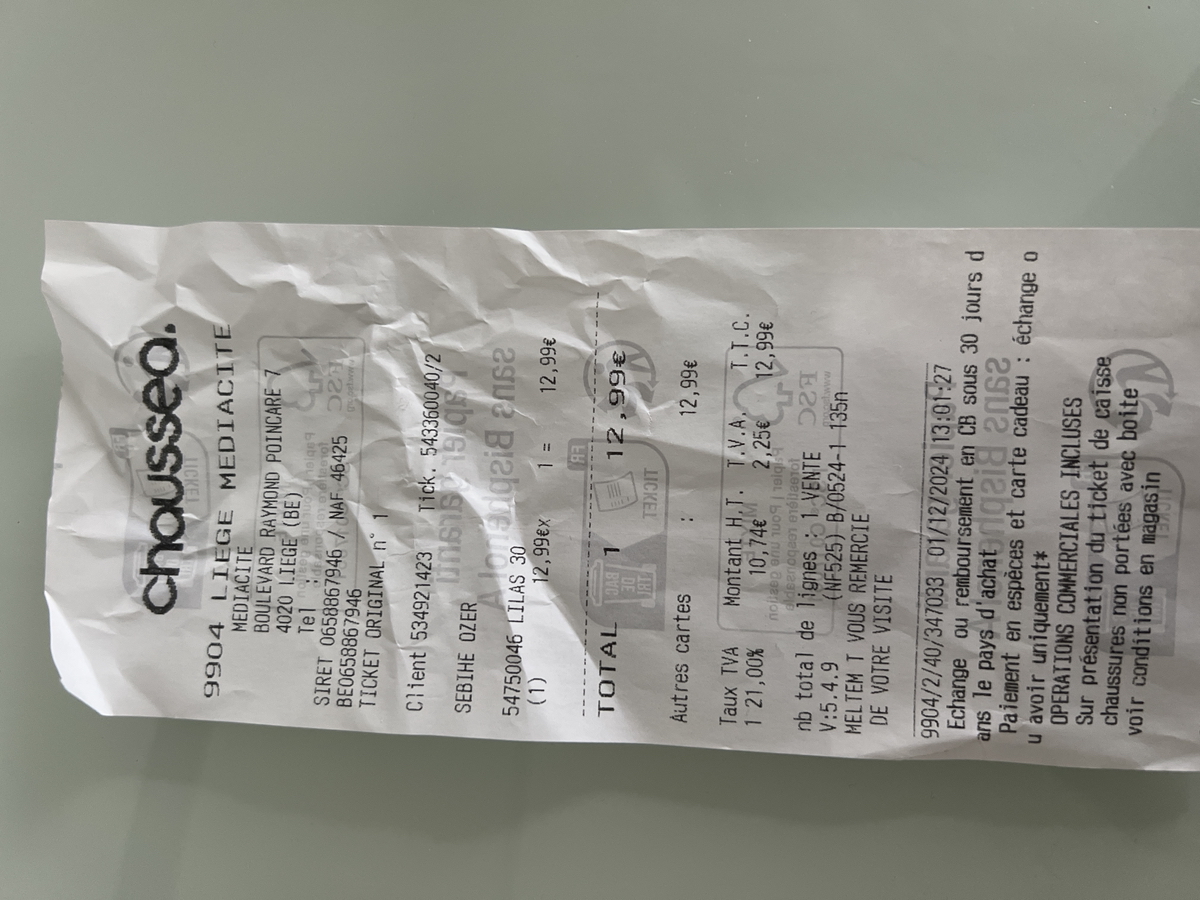 chaussea.
9904 LIEGE MEDIACITE
MEDIACITE
BOULEVARD RAYMOND POINCARE 7
4020 LIEGE (BE)
Tel :
SIRET 0658867946 / NAF 46425
BE0658867946
TICKET ORIGINAL n° 1
Client 534921423 Tick. 543360040/2
SEBIHE OZER
54750046 LILAS 30
(1) 12,99€x 1 = 12,99€
TOTAL 1 12,99€
Autres cartes : 12,99€
Taux TVA Montant H.T. T.V.A. T.T.C.
1 21,00% 10,74€ 2,25€ 12,99€
nb total de lignes : 1 VENTE
V:5.4.9 (NF525) B/0524-1 135n
MELTEM T VOUS REMERCIE
DE VOTRE VISITE
9904/2/40/347033 01/12/2024 13:01:27
Echange ou remboursement en CB sous 30 jours d
ans le pays d'achat
Paiement en espèces et carte cadeau : échange o
u avoir uniquement*
OPERATIONS COMMERCIALES INCLUSES
Sur présentation du ticket de caisse
chaussures non portées avec boite
voir conditions en magasin